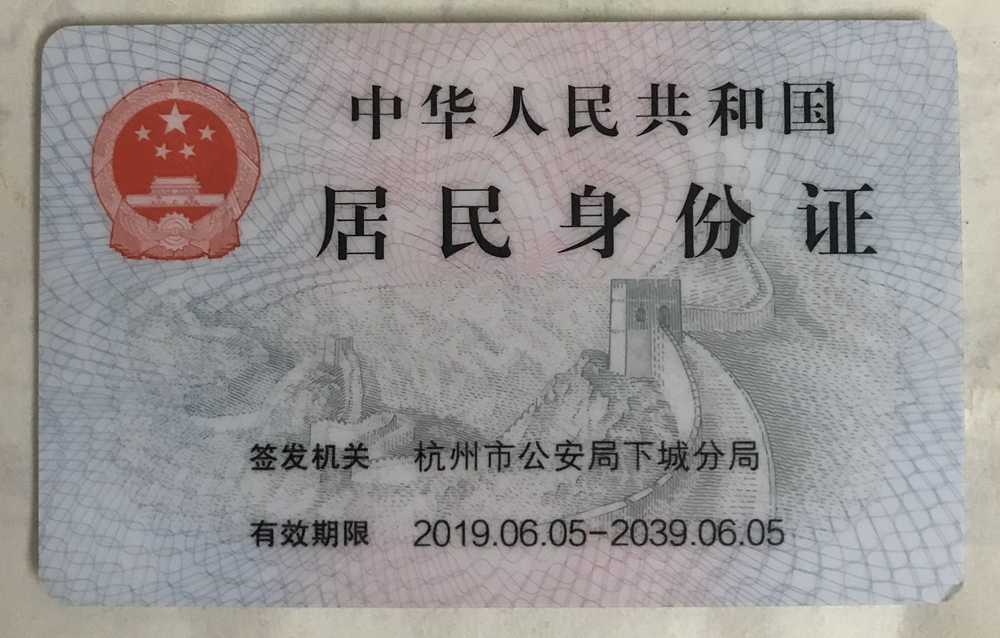 中华人民共和国
居民身份证
签发机关 杭州市公安局下城分局
有效期限 2019.06.05-2039.06.05